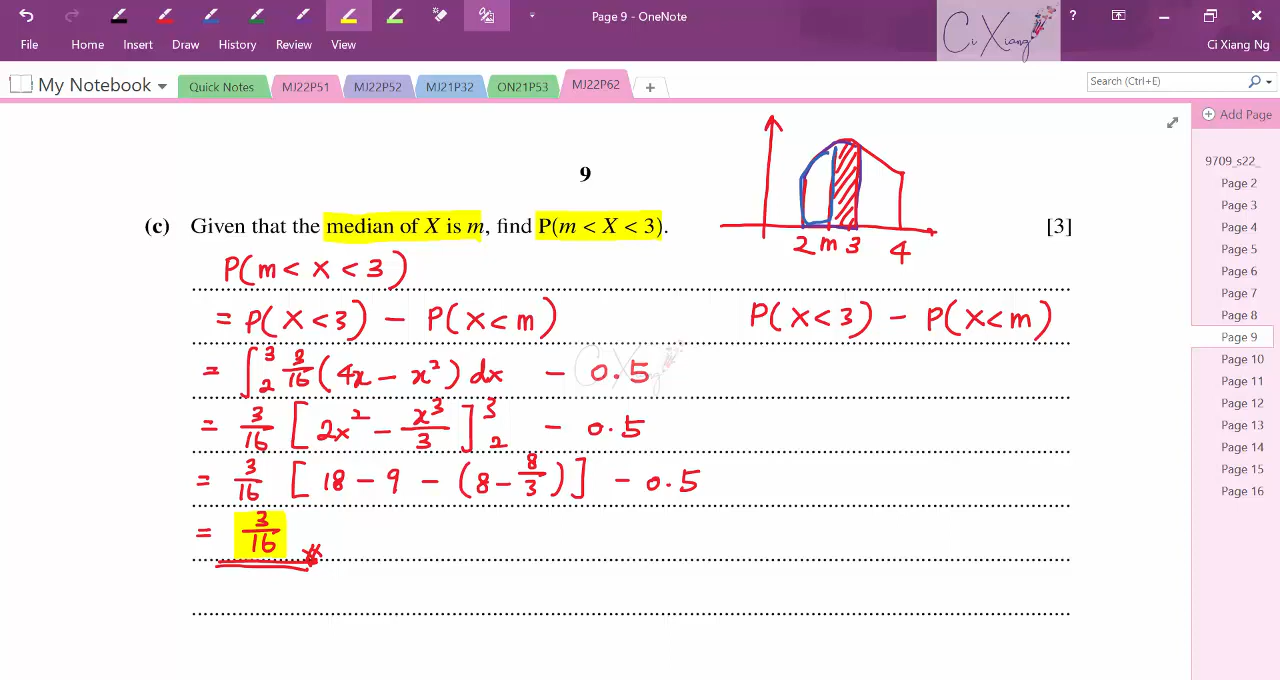 Page 9 - OneNote
Ci Xiang
?
File Home Insert Draw History Review View
Ci Xiang Ng
My Notebook Quick Notes MJ22P51 MJ22P52 MJ21P32 ON21P53 MJ22P62 +
Search (Ctrl+E)
Add Page
9
(c) Given that the median of X is m, find P(m < X < 3). [3]
2 m 3 4
P(m < X < 3)
= P(X < 3) − P(X < m)
P(X < 3) − P(X < m)
= ∫₂³ 3/16 (4x − x²) dx − 0.5
Ci Xiang
= 3/16 [2x² − x³/3]₂³ − 0.5
= 3/16 [18 − 9 − (8 − 8/3)] − 0.5
= 3/16
9709_s22_
Page 2
Page 3
Page 4
Page 5
Page 6
Page 7
Page 8
Page 9
Page 10
Page 11
Page 12
Page 13
Page 14
Page 15
Page 16